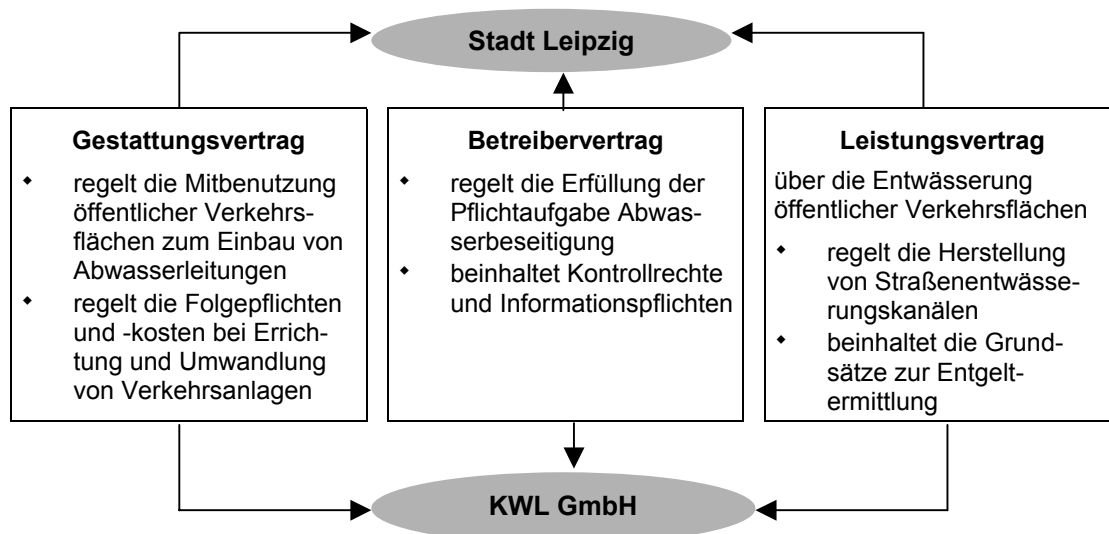 Stadt Leipzig
Gestattungsvertrag
◆ regelt die Mitbenutzung
öffentlicher Verkehrs-
flächen zum Einbau von
Abwasserleitungen
◆ regelt die Folgepflichten
und -kosten bei Errich-
tung und Umwandlung
von Verkehrsanlagen
Betreibervertrag
◆ regelt die Erfüllung der
Pflichtaufgabe Abwas-
serbeseitigung
◆ beinhaltet Kontrollrechte
und Informationspflichten
Leistungsvertrag
über die Entwässerung
öffentlicher Verkehrsflächen
◆ regelt die Herstellung
von Straßenentwässe-
rungskanälen
◆ beinhaltet die Grund-
sätze zur Entgelt-
ermittlung
KWL GmbH